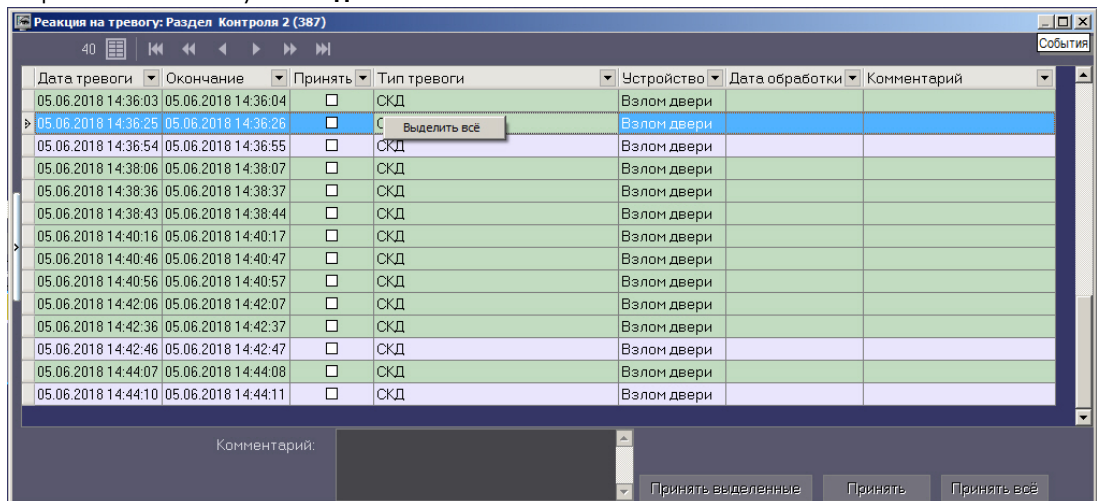 Реакция на тревогу: Раздел Контроля 2 (387)
40
События
Дата тревоги Окончание Принять Тип тревоги Устройство Дата обработки Комментарий
05.06.2018 14:36:03 05.06.2018 14:36:04 СКД Взлом двери
05.06.2018 14:36:25 05.06.2018 14:36:26 Выделить всё Взлом двери
05.06.2018 14:36:54 05.06.2018 14:36:55 СКД Взлом двери
05.06.2018 14:38:06 05.06.2018 14:38:07 СКД Взлом двери
05.06.2018 14:38:36 05.06.2018 14:38:37 СКД Взлом двери
05.06.2018 14:38:43 05.06.2018 14:38:44 СКД Взлом двери
05.06.2018 14:40:16 05.06.2018 14:40:17 СКД Взлом двери
05.06.2018 14:40:46 05.06.2018 14:40:47 СКД Взлом двери
05.06.2018 14:40:56 05.06.2018 14:40:57 СКД Взлом двери
05.06.2018 14:42:06 05.06.2018 14:42:07 СКД Взлом двери
05.06.2018 14:42:36 05.06.2018 14:42:37 СКД Взлом двери
05.06.2018 14:42:46 05.06.2018 14:42:47 СКД Взлом двери
05.06.2018 14:44:07 05.06.2018 14:44:08 СКД Взлом двери
05.06.2018 14:44:10 05.06.2018 14:44:11 СКД Взлом двери
Комментарий:
Принять выделенные Принять Принять всё